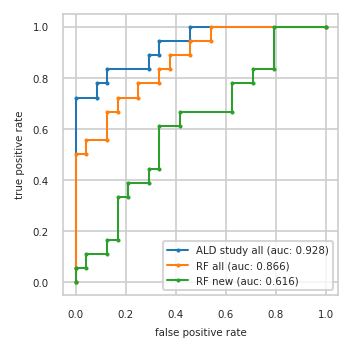 1.0
0.8
0.6
0.4
0.2
0.0
true positive rate
ALD study all (auc: 0.928)
RF all (auc: 0.866)
RF new (auc: 0.616)
0.0 0.2 0.4 0.6 0.8 1.0
false positive rate